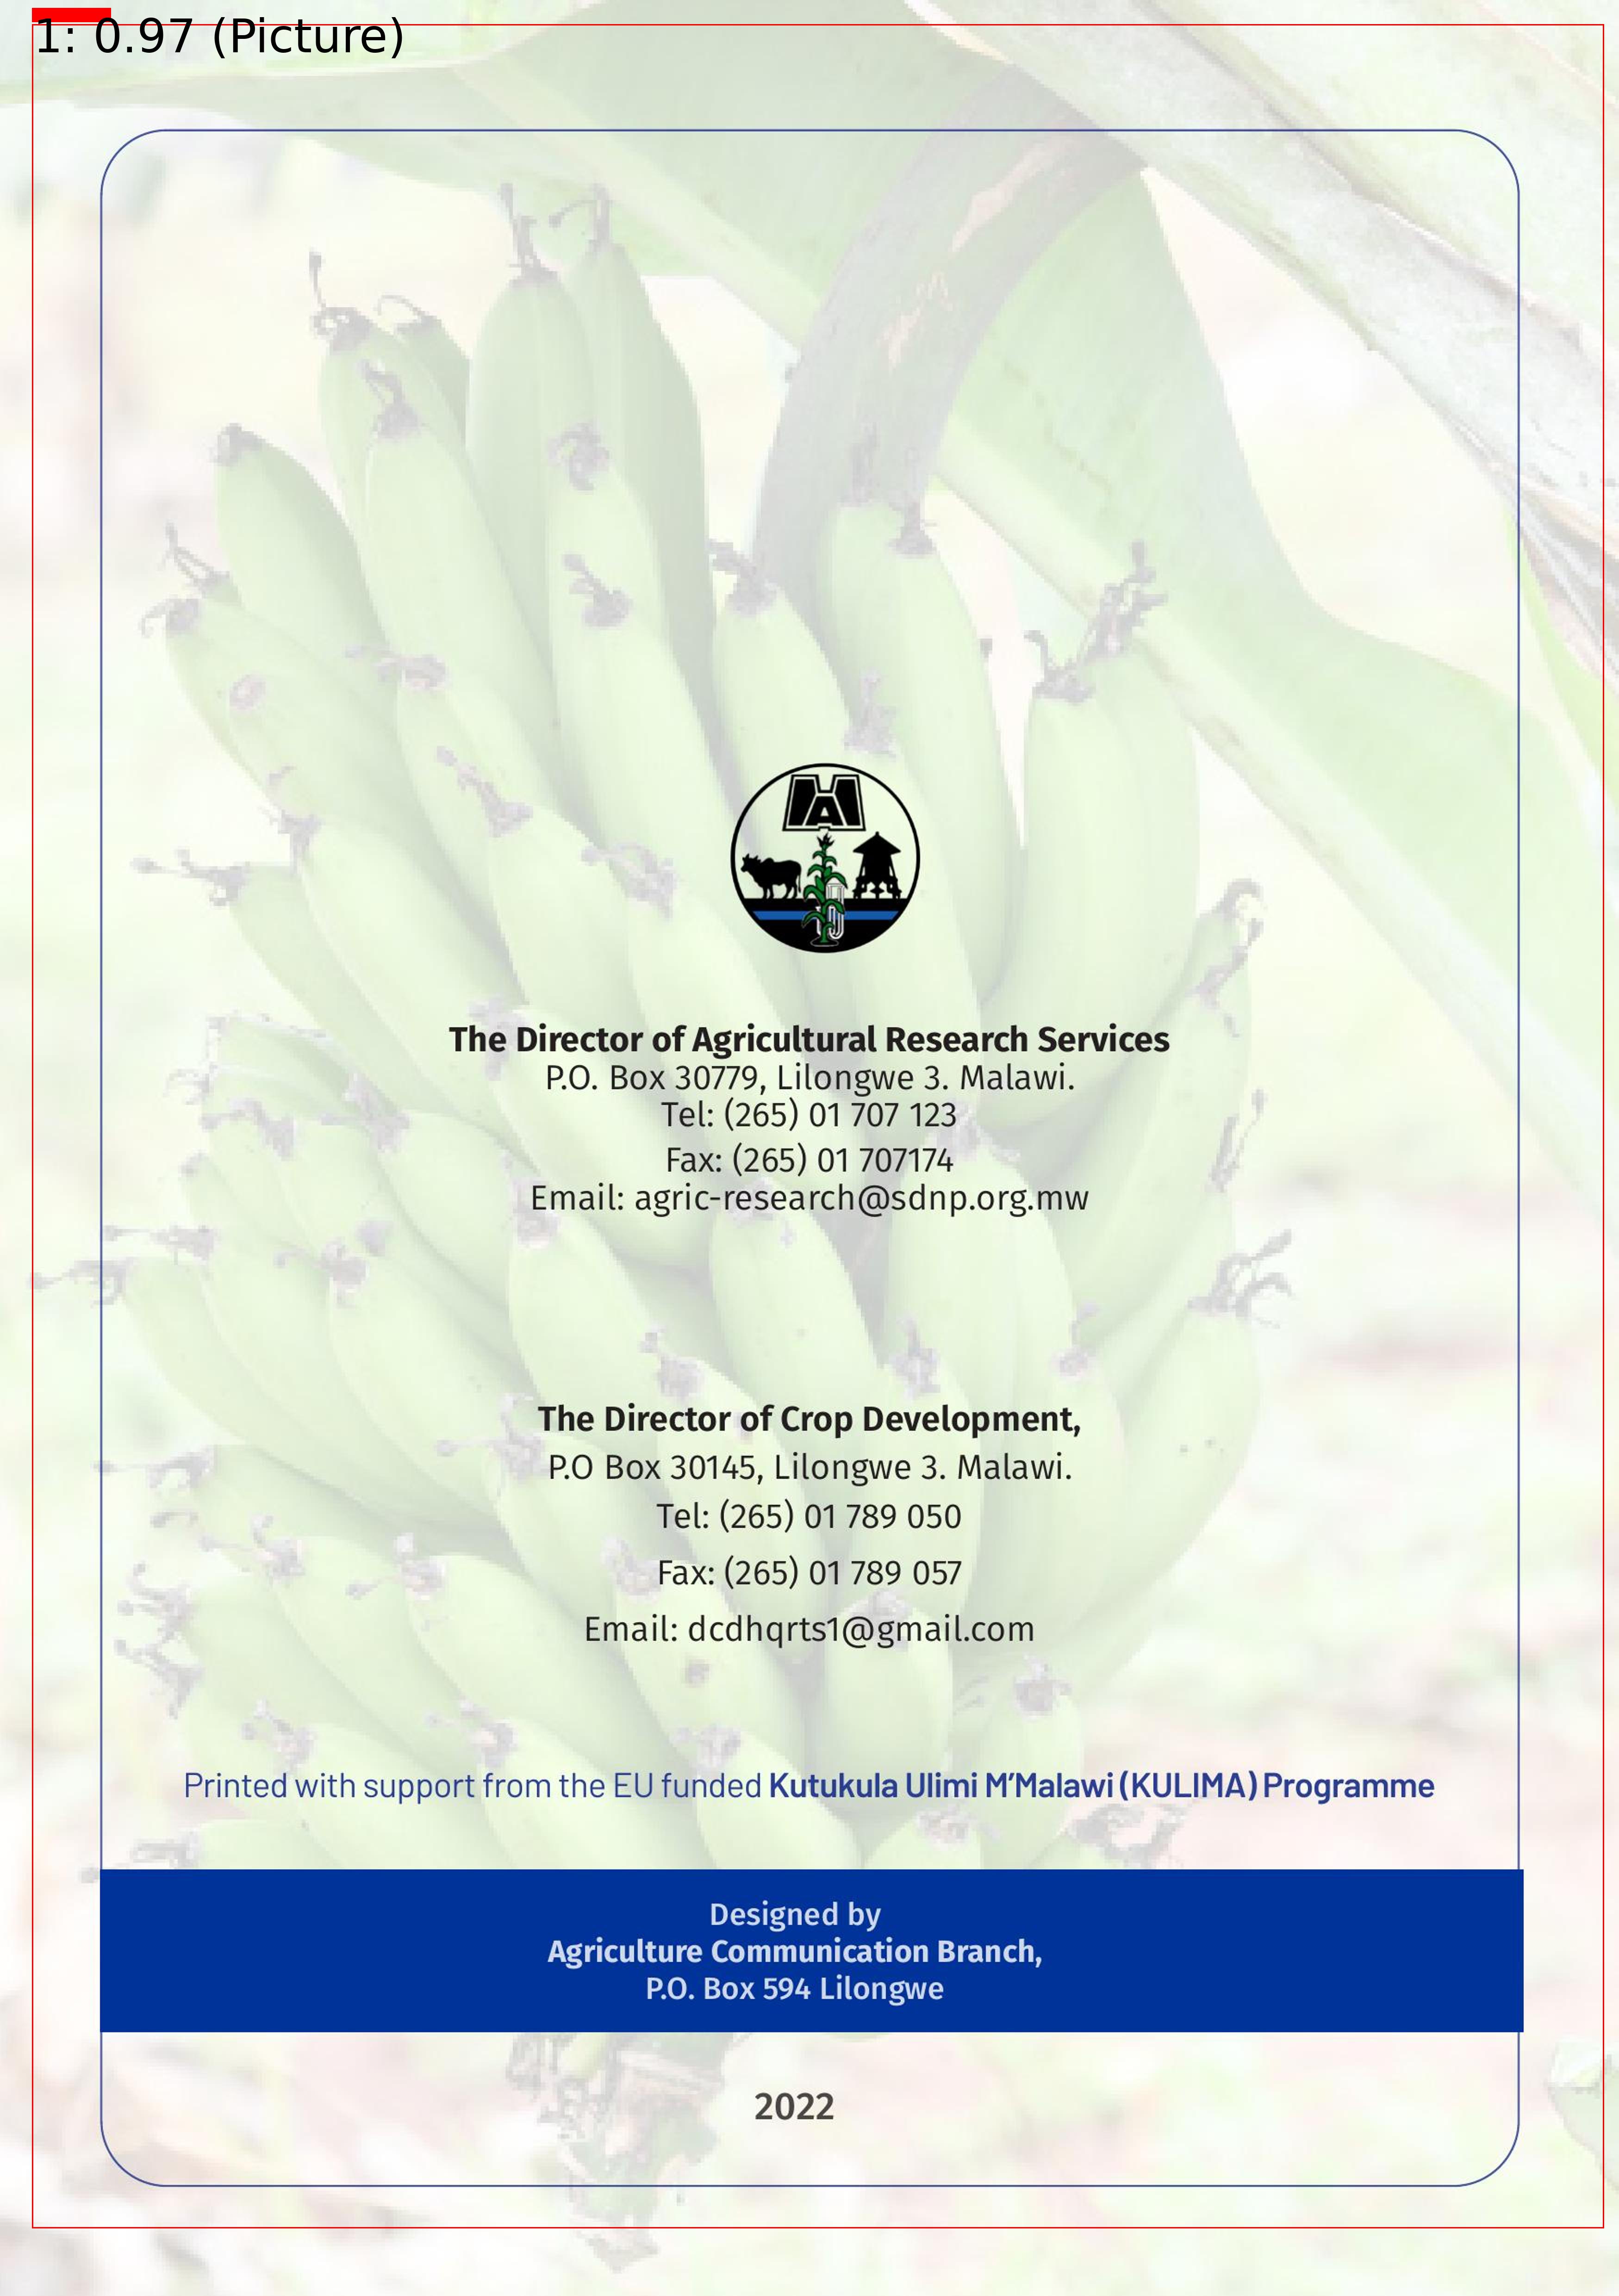 1: 0.97 (Picture)
The Director of Agricultural Research Services
P.O. Box 30779, Lilongwe 3. Malawi.
Tel: (265) 01 707 123
Fax: (265) 01 707174
Email: agric-research@sdnp.org.mw
The Director of Crop Development,
P.O Box 30145, Lilongwe 3. Malawi.
Tel: (265) 01 789 050
Fax: (265) 01 789 057
Email: dcdhqrts1@gmail.com
Printed with support from the EU funded Kutukula Ulimi M’Malawi (KULIMA) Programme
Designed by
Agriculture Communication Branch,
P.O. Box 594 Lilongwe
2022